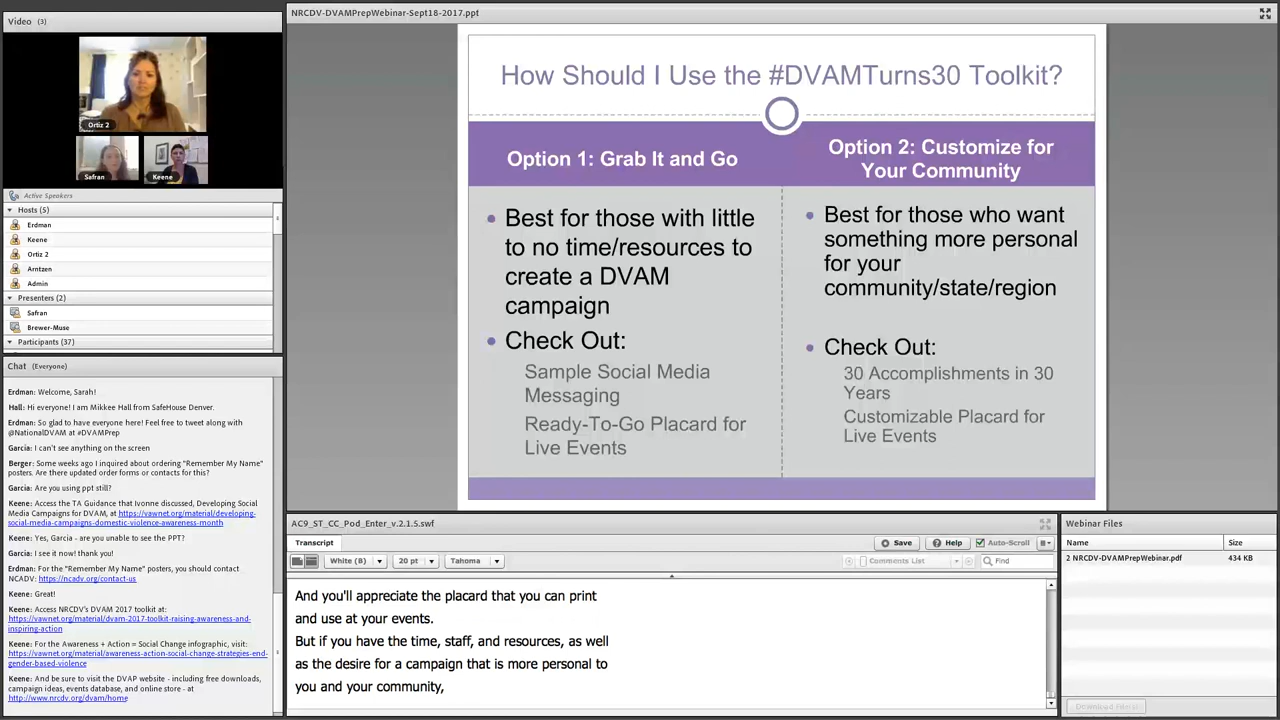 Video (3)
Ortiz 2
Safran
Keene
Active Speakers
Hosts (5)
Erdman
Keene
Ortiz 2
Arntzen
Admin
Presenters (2)
Safran
Brewer-Muse
Participants (37)
Chat (Everyone)
Erdman: Welcome, Sarah!
Hall: Hi everyone! I am Mikkee Hall from SafeHouse Denver.
Erdman: So glad to have everyone here! Feel free to tweet along with
@NationalDVAM at #DVAMPrep
Garcia: I can't see anything on the screen
Berger: Some weeks ago I inquired about ordering "Remember My Name"
posters. Are there updated order forms or contacts for this?
Garcia: Are you using ppt still?
Keene: Access the TA Guidance that Ivonne discussed, Developing Social
Media Campaigns for DVAM, at https://vawnet.org/material/developing-
social-media-campaigns-domestic-violence-awareness-month
Keene: Yes, Garcia - are you unable to see the PPT?
Garcia: I see it now! thank you!
Erdman: For the "Remember My Name" posters, you should contact
NCADV: https://ncadv.org/contact-us
Keene: Great!
Keene: Access NRCDV's DVAM 2017 toolkit at:
https://vawnet.org/material/dvam-2017-toolkit-raising-awareness-and-
inspiring-action
Keene: For the Awareness + Action = Social Change infographic, visit:
https://vawnet.org/material/awareness-action-social-change-strategies-end-
gender-based-violence
Keene: And be sure to visit the DVAP website - including free downloads,
campaign ideas, events database, and online store - at
http://www.nrcdv.org/dvam/home
NRCDV-DVAMPrepWebinar-Sept18-2017.ppt
How Should I Use the #DVAMTurns30 Toolkit?
Option 1: Grab It and Go
• Best for those with little
to no time/resources to
create a DVAM
campaign
• Check Out:
Sample Social Media
Messaging
Ready-To-Go Placard for
Live Events
Option 2: Customize for
Your Community
• Best for those who want
something more personal
for your
community/state/region
• Check Out:
30 Accomplishments in 30
Years
Customizable Placard for
Live Events
AC9_ST_CC_Pod_Enter_v.2.1.5.swf
Transcript
Save
Help
Auto-Scroll
White (B)
20 pt
Tahoma
Comments List
Find
And you'll appreciate the placard that you can print
and use at your events.
But if you have the time, staff, and resources, as well
as the desire for a campaign that is more personal to
you and your community,
Webinar Files
Name Size
2 NRCDV-DVAMPrepWebinar.pdf 434 KB
Download File(s)